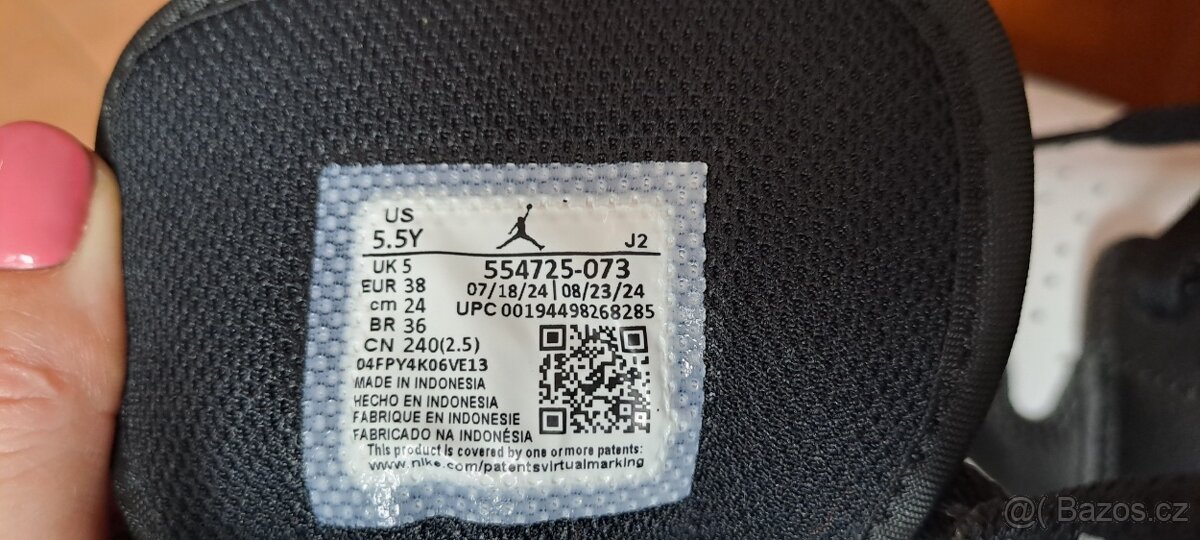 US
5.5Y
J2
UK 5
EUR 38
cm 24
BR 36
CN 240(2.5)
554725-073
07/18/24 | 08/23/24
UPC 00194498268285
04FPY4K06VE13
MADE IN INDONESIA
HECHO EN INDONESIA
FABRIQUE EN INDONESIE
FABRICADO NA INDONÉSIA
This product is covered by one or more patents:
www.nike.com/patentsvirtualmarking
@( Bazos.cz